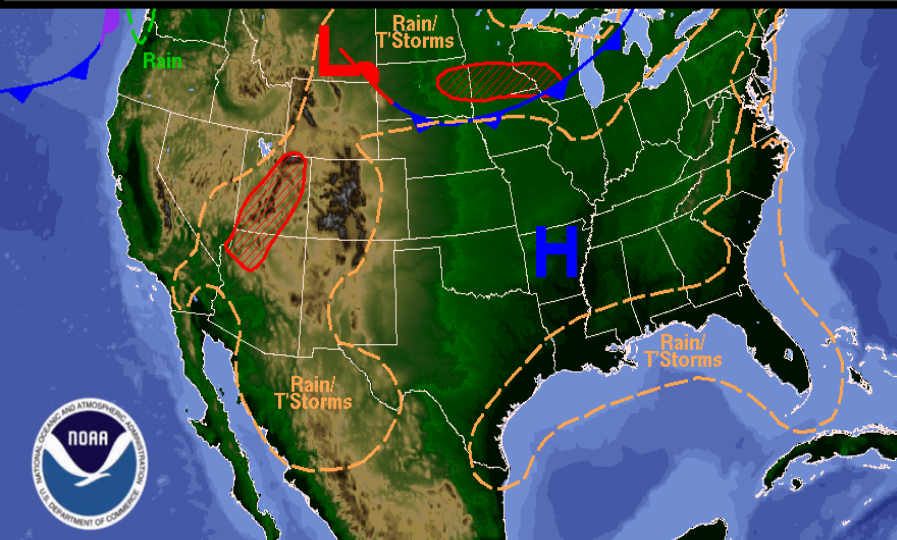 Rain/
T'Storms
Rain
L
H
Rain/
T'Storms
Rain/
T'Storms
NATIONAL OCEANIC AND ATMOSPHERIC ADMINISTRATION
NOAA
U.S. DEPARTMENT OF COMMERCE